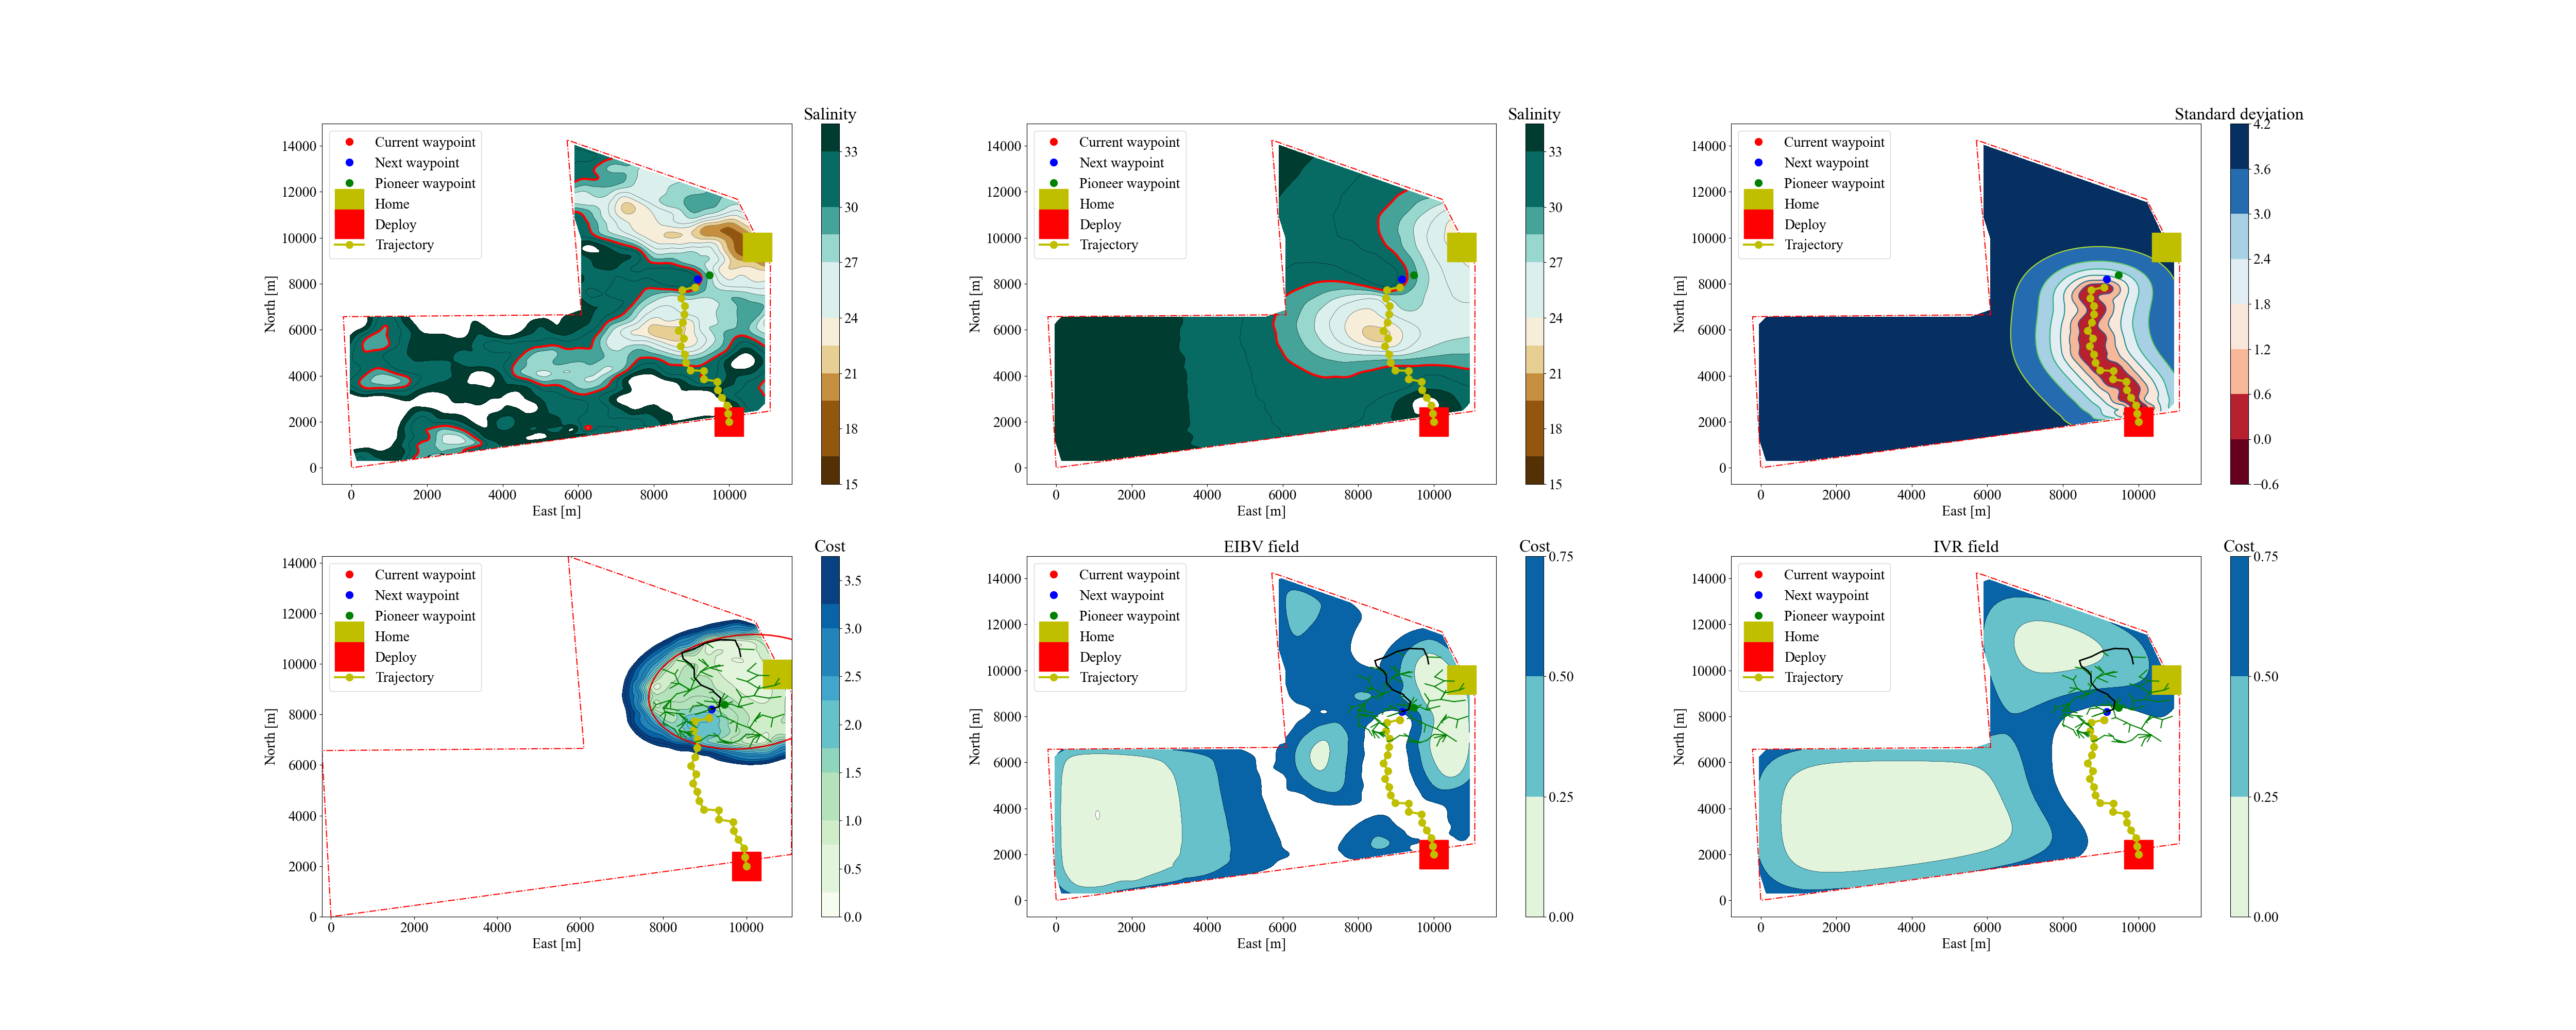 Salinity
Current waypoint
Next waypoint
Pioneer waypoint
Home
Deploy
Trajectory
14000
12000
10000
8000
6000
4000
2000
0
North [m]
0 2000 4000 6000 8000 10000
East [m]
33
30
27
24
21
18
15
Salinity
Current waypoint
Next waypoint
Pioneer waypoint
Home
Deploy
Trajectory
14000
12000
10000
8000
6000
4000
2000
0
North [m]
0 2000 4000 6000 8000 10000
East [m]
33
30
27
24
21
18
15
Standard deviation
Current waypoint
Next waypoint
Pioneer waypoint
Home
Deploy
Trajectory
14000
12000
10000
8000
6000
4000
2000
0
North [m]
0 2000 4000 6000 8000 10000
East [m]
4.2
3.6
3.0
2.4
1.8
1.2
0.6
0.0
−0.6
Cost
Current waypoint
Next waypoint
Pioneer waypoint
Home
Deploy
Trajectory
14000
12000
10000
8000
6000
4000
2000
0
North [m]
0 2000 4000 6000 8000 10000
East [m]
3.5
3.0
2.5
2.0
1.5
1.0
0.5
0.0
EIBV field
Cost
Current waypoint
Next waypoint
Pioneer waypoint
Home
Deploy
Trajectory
14000
12000
10000
8000
6000
4000
2000
0
North [m]
0 2000 4000 6000 8000 10000
East [m]
0.75
0.50
0.25
0.00
IVR field
Cost
Current waypoint
Next waypoint
Pioneer waypoint
Home
Deploy
Trajectory
14000
12000
10000
8000
6000
4000
2000
0
North [m]
0 2000 4000 6000 8000 10000
East [m]
0.75
0.50
0.25
0.00